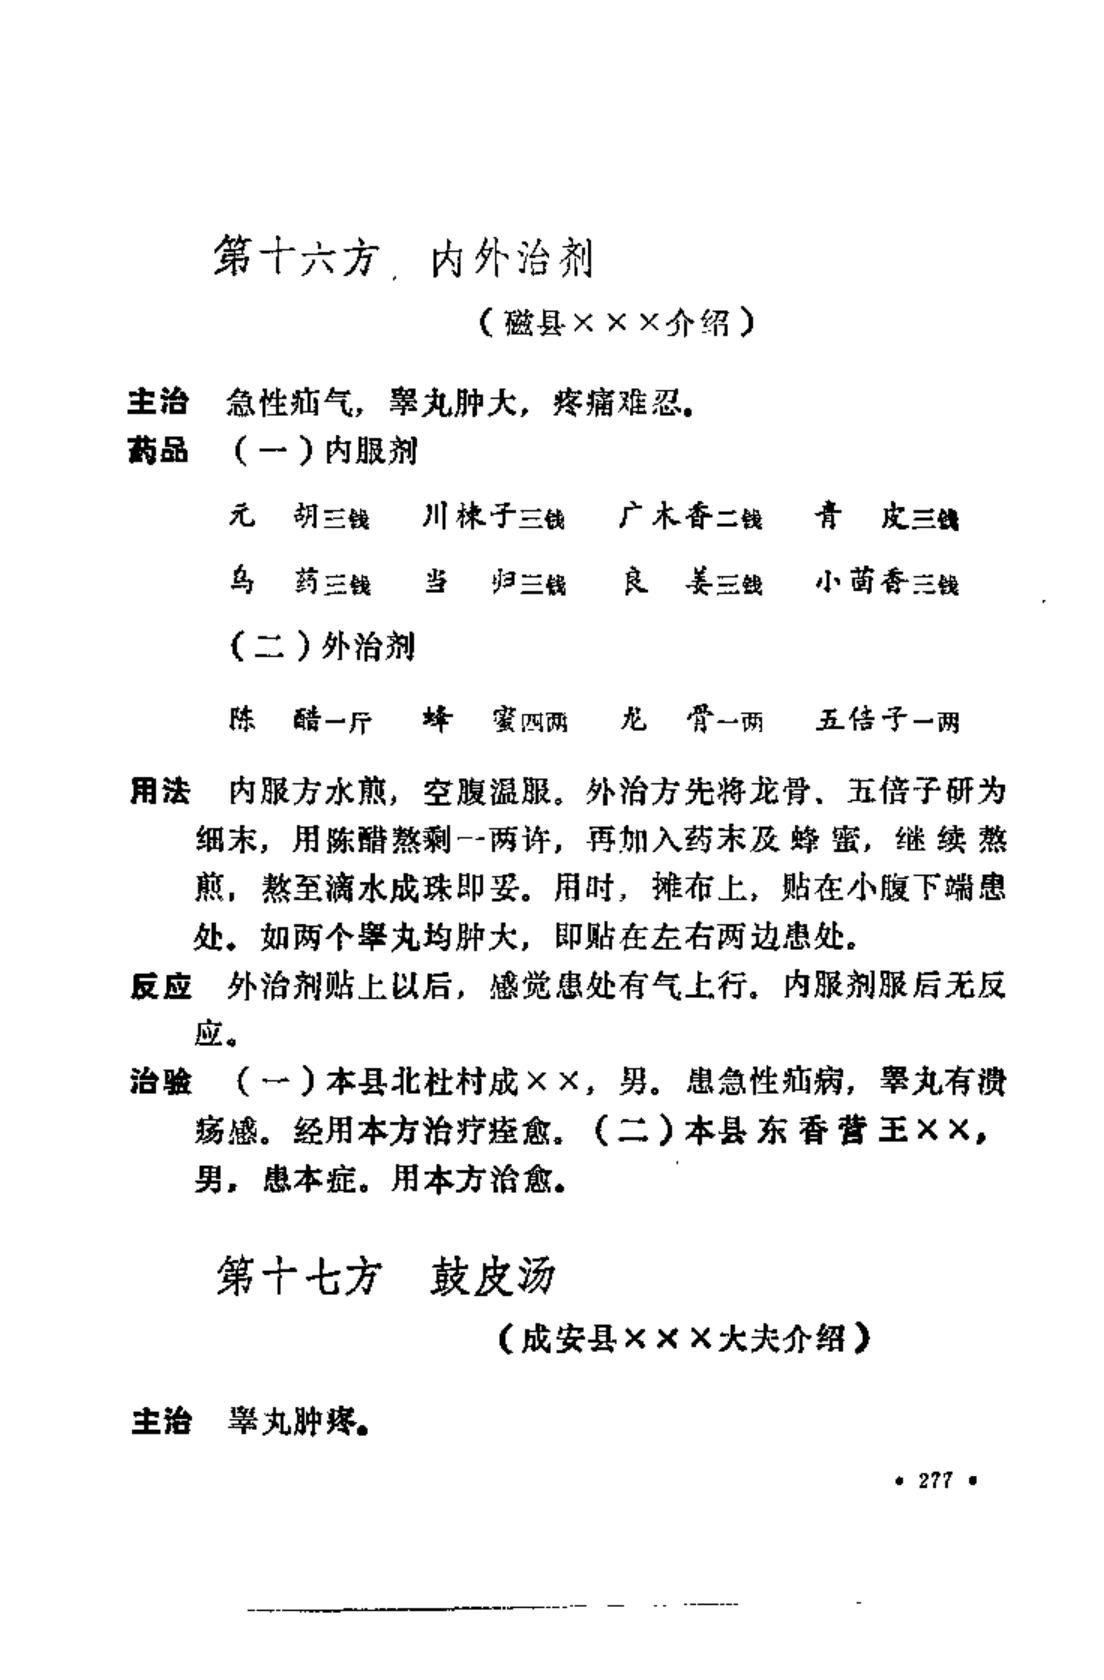 第十六方 内外治剂
（磁县×××介绍）
主治 急性疝气，睾丸肿大，疼痛难忍。
药品 （一）内服剂
元 胡三钱 川楝子三钱 广木香二钱 青 皮三钱
乌 药三钱 当 归三钱 良 姜三钱 小茴香三钱
（二）外治剂
陈 醋一斤 蜂 蜜四两 龙 骨一两 五倍子一两
用法 内服方水煎，空腹温服。外治方先将龙骨、五倍子研为
细末，用陈醋熬剩一两许，再加入药末及蜂蜜，继续熬
煎，熬至滴水成珠即妥。用时，摊布上，贴在小腹下端患
处。如两个睾丸均肿大，即贴在左右两边患处。
反应 外治剂贴上以后，感觉患处有气上行。内服剂服后无反
应。
治验 （一）本县北杜村成××，男。患急性疝病，睾丸有溃
疡感。经用本方治疗痊愈。（二）本县东香营王××，
男。患本症。用本方治愈。
第十七方 鼓皮汤
（成安县×××大夫介绍）
主治 睾丸肿疼。
• 277 •